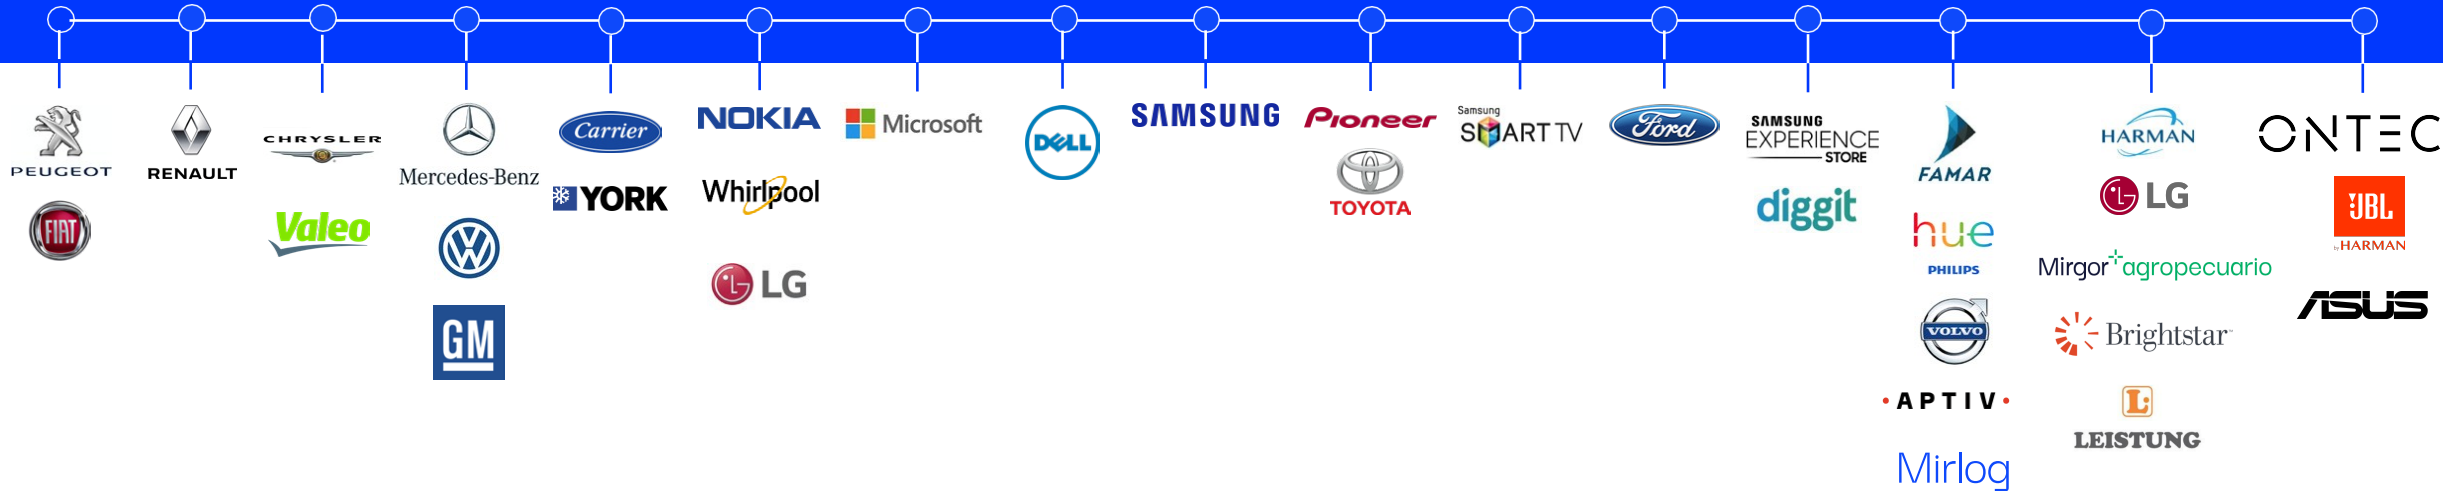 PEUGEOT
FIAT
RENAULT
CHRYSLER
Valeo
Mercedes-Benz
VW
GM
Carrier
YORK
NOKIA
Whirlpool
LG
Microsoft
DELL
SAMSUNG
Pioneer
TOYOTA
Samsung
SMART TV
Ford
SAMSUNG
EXPERIENCE
STORE
diggit
FAMAR
hue
PHILIPS
VOLVO
APTIV
Mirlog
HARMAN
LG
Mirgor+agropecuario
Brightstar™
L:
LEISTUNG
ONTEC
JBL
by HARMAN
ASUS